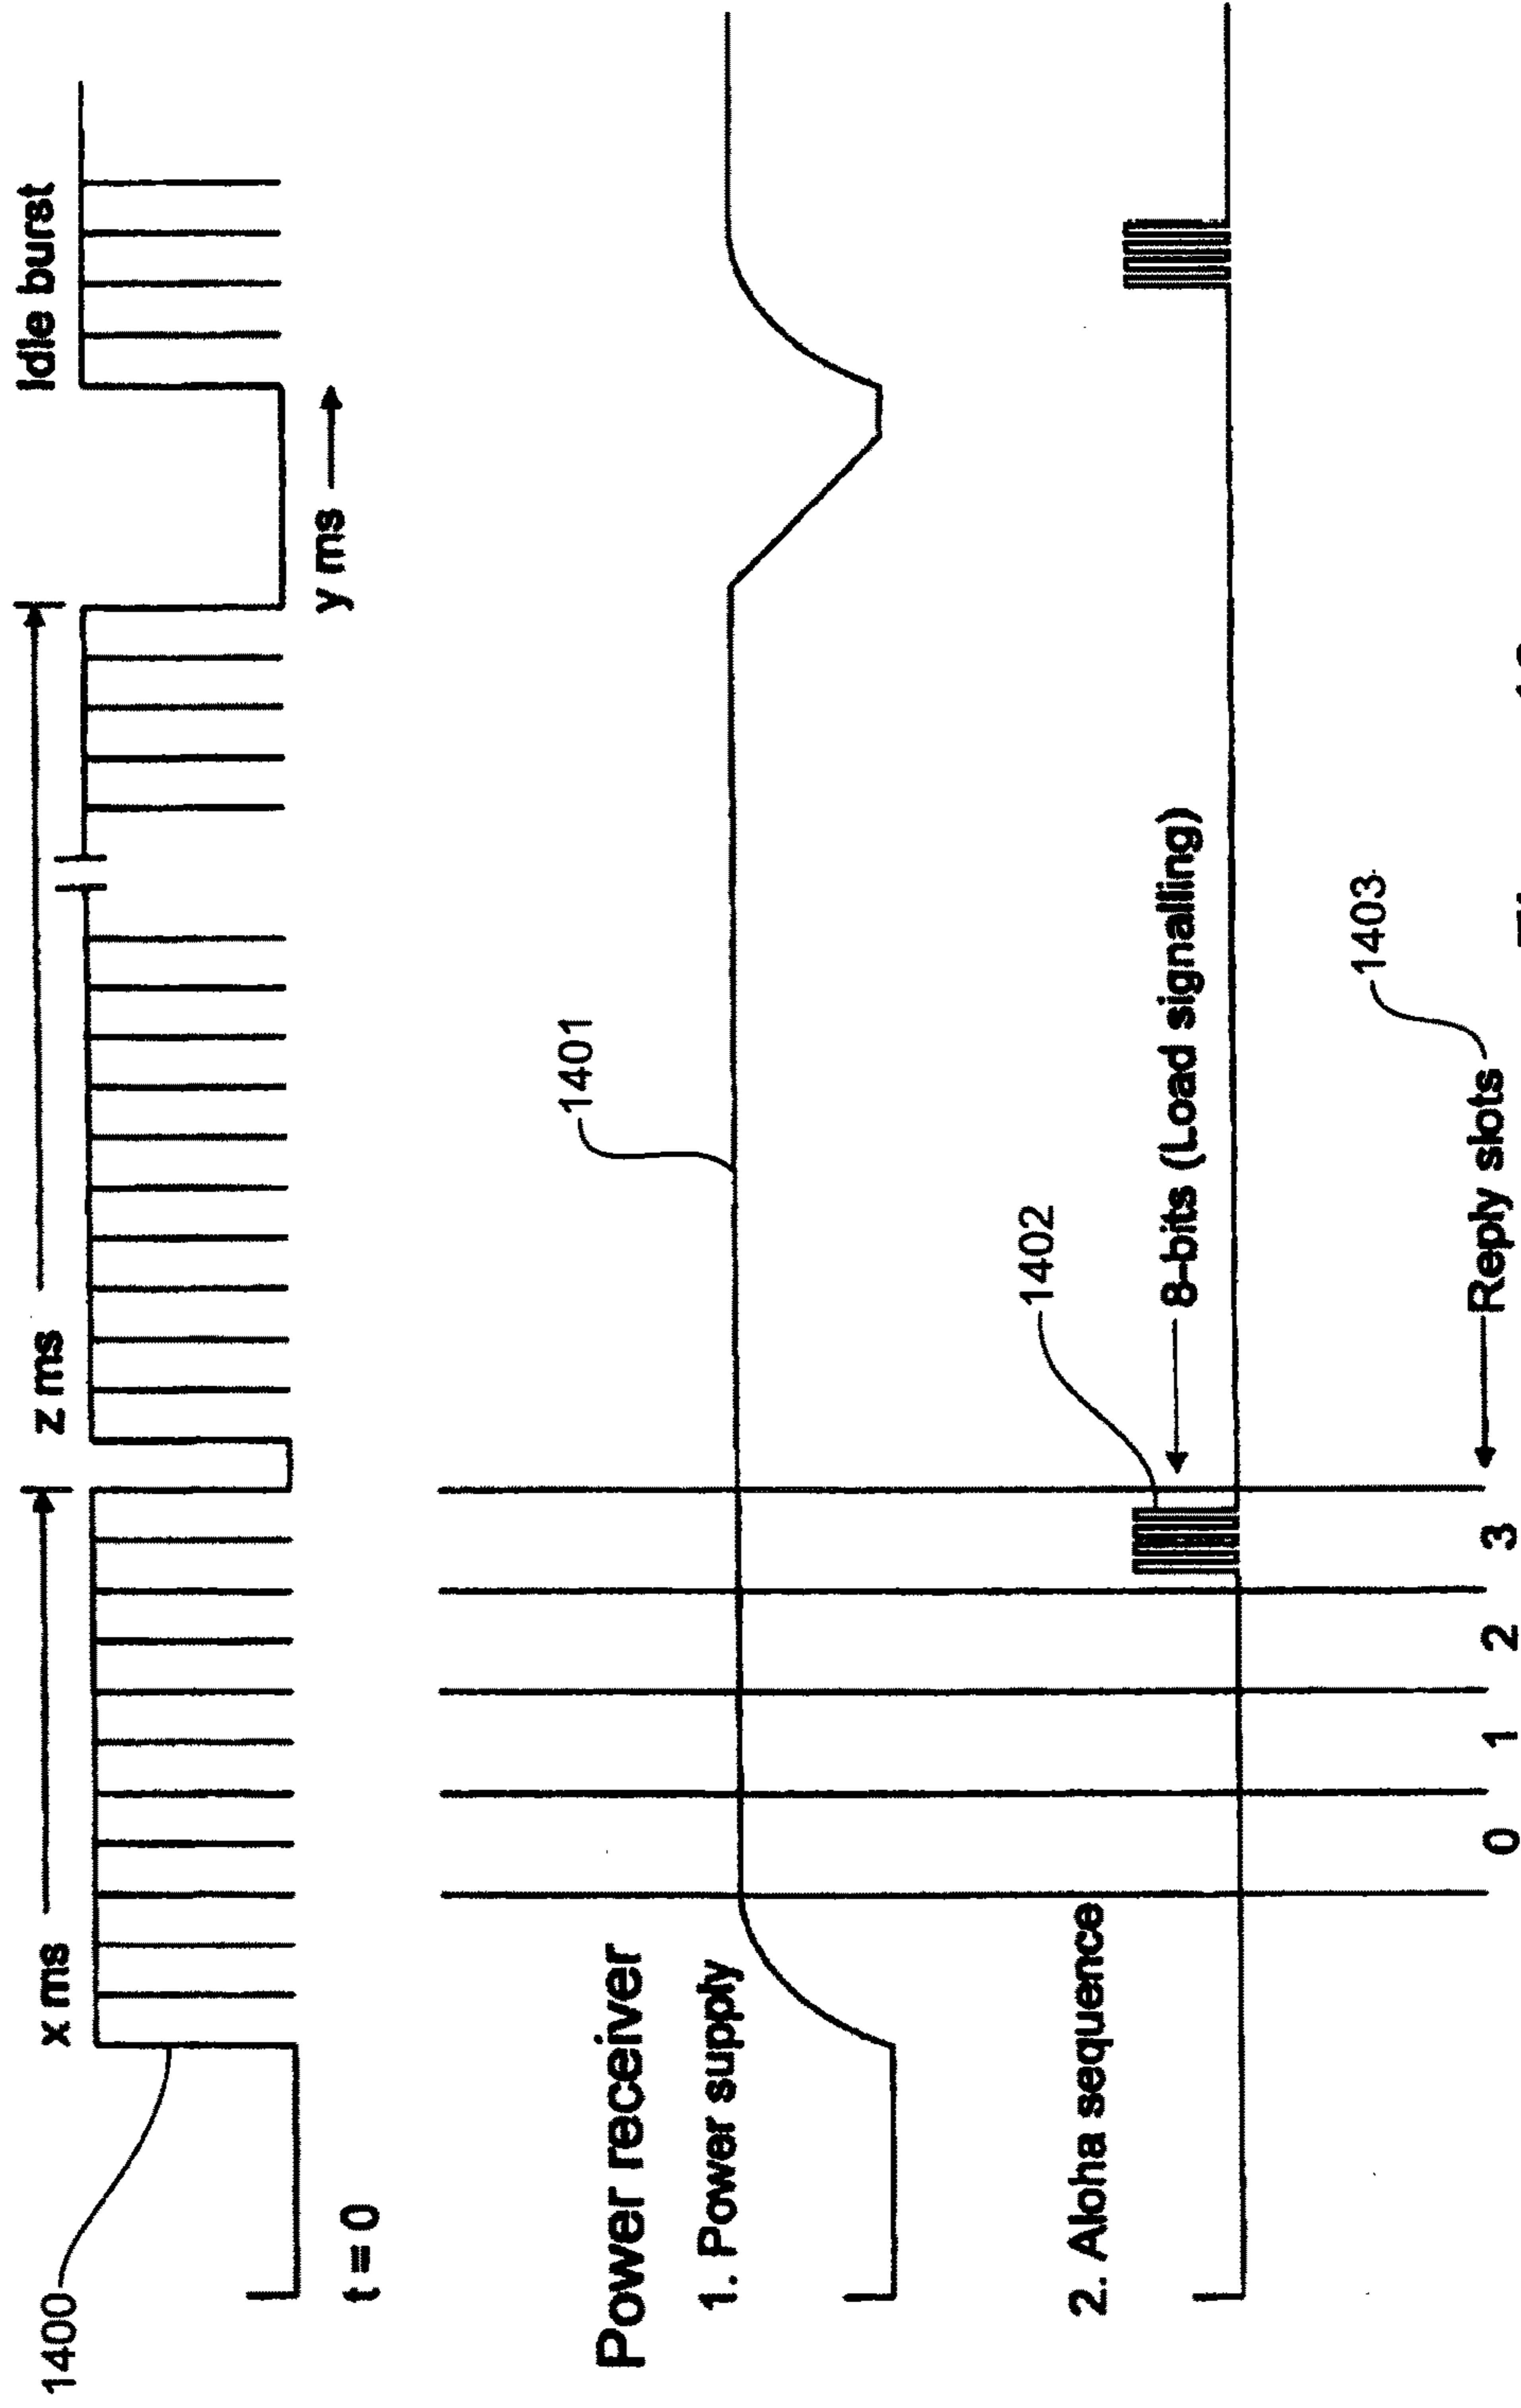 1400
x ms
z ms
Idle burst
t = 0
y ms
Power receiver
1. Power supply
1401
2. Aloha sequence
1402
8-bits (Load signalling)
1403
0 1 2 3
Reply slots